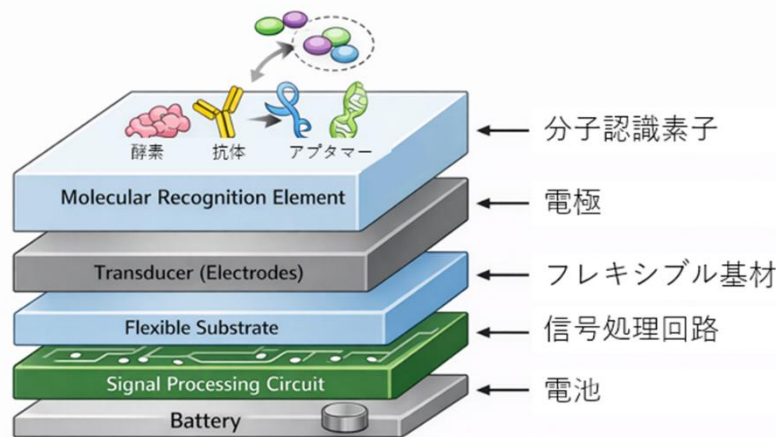 酵素
抗体
アプタマー
Molecular Recognition Element
分子認識素子
Transducer (Electrodes)
電極
Flexible Substrate
フレキシブル基材
Signal Processing Circuit
信号処理回路
Battery
電池